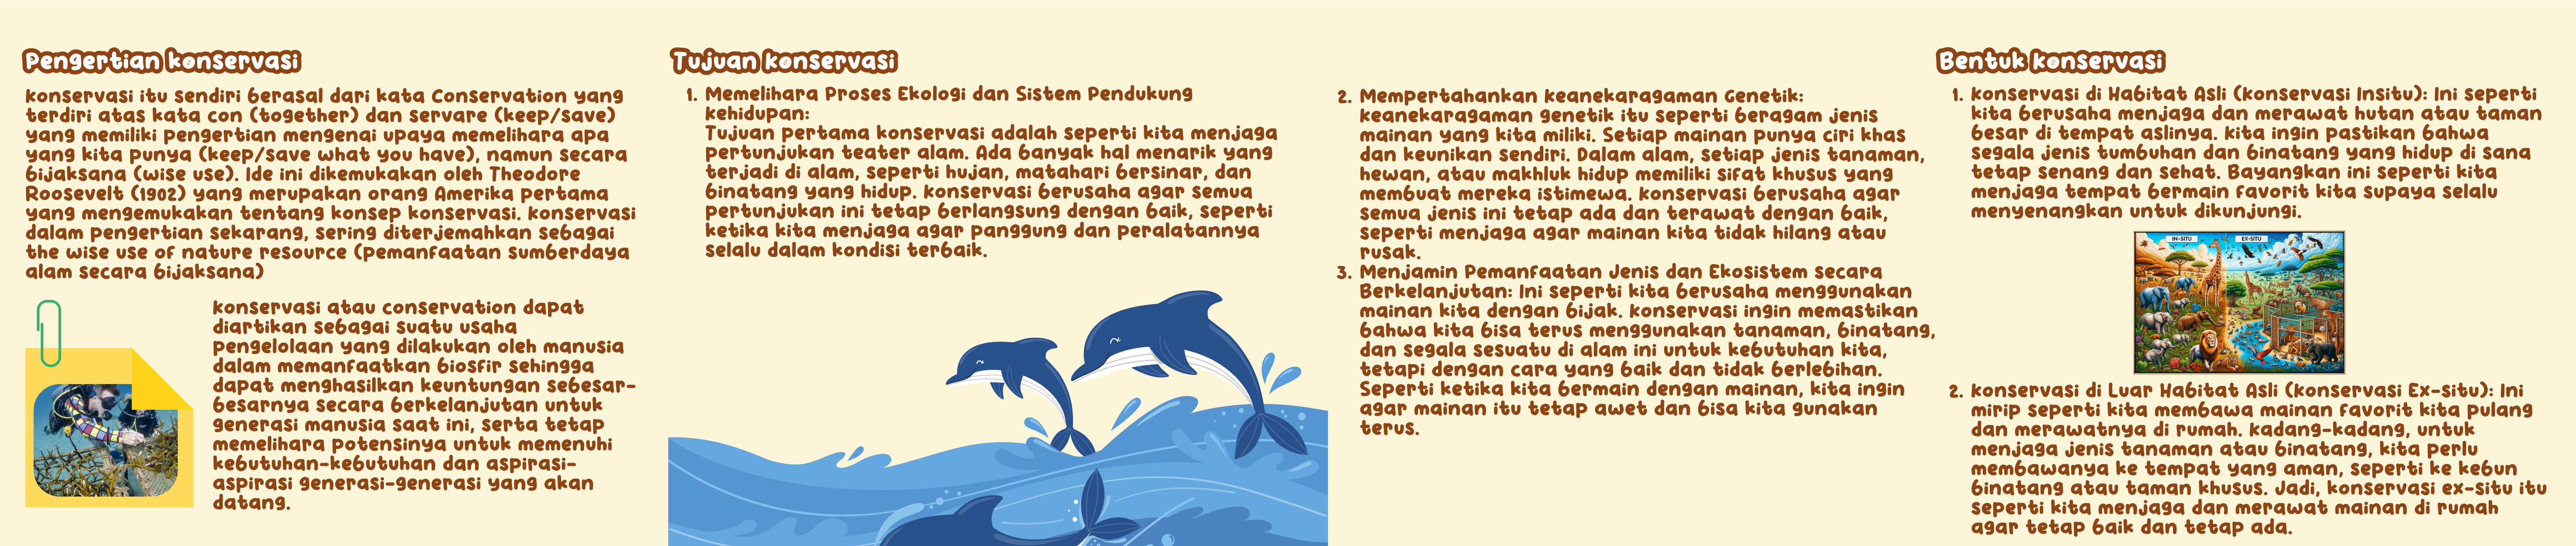 Pengertian konservasi
konservasi itu sendiri berasal dari kata Conservation yang
terdiri atas kata con (together) dan servare (keep/save)
yang memiliki pengertian mengenai upaya memelihara apa
yang kita punya (keep/save what you have), namun secara
bijaksana (wise use). Ide ini dikemukakan oleh Theodore
Roosevelt (1902) yang merupakan orang Amerika pertama
yang mengemukakan tentang konsep konservasi. konservasi
dalam pengertian sekarang, sering diterjemahkan sebagai
the wise use of nature resource (pemanfaatan sumberdaya
alam secara bijaksana)
konservasi atau conservation dapat
diartikan sebagai suatu usaha
pengelolaan yang dilakukan oleh manusia
dalam memanfaatkan biosfir sehingga
dapat menghasilkan keuntungan sebesar-
besarnya secara berkelanjutan untuk
generasi manusia saat ini, serta tetap
memelihara potensinya untuk memenuhi
kebutuhan-kebutuhan dan aspirasi-
aspirasi generasi-generasi yang akan
datang.
Tujuan konservasi
1. Memelihara Proses Ekologi dan Sistem Pendukung
kehidupan:
Tujuan pertama konservasi adalah seperti kita menjaga
pertunjukan teater alam. Ada banyak hal menarik yang
terjadi di alam, seperti hujan, matahari bersinar, dan
binatang yang hidup. konservasi berusaha agar semua
pertunjukan ini tetap berlangsung dengan baik, seperti
ketika kita menjaga agar panggung dan peralatannya
selalu dalam kondisi terbaik.
2. Mempertahankan keanekaragaman Genetik:
keanekaragaman genetik itu seperti beragam jenis
mainan yang kita miliki. Setiap mainan punya ciri khas
dan keunikan sendiri. Dalam alam, setiap jenis tanaman,
hewan, atau makhluk hidup memiliki sifat khusus yang
membuat mereka istimewa. konservasi berusaha agar
semua jenis ini tetap ada dan terawat dengan baik,
seperti menjaga agar mainan kita tidak hilang atau
rusak.
3. Menjamin Pemanfaatan Jenis dan Ekosistem secara
Berkelanjutan: Ini seperti kita berusaha menggunakan
mainan kita dengan bijak. konservasi ingin memastikan
bahwa kita bisa terus menggunakan tanaman, binatang,
dan segala sesuatu di alam ini untuk kebutuhan kita,
tetapi dengan cara yang baik dan tidak berlebihan.
Seperti ketika kita bermain dengan mainan, kita ingin
agar mainan itu tetap awet dan bisa kita gunakan
terus.
Bentuk konservasi
1. konservasi di Habitat Asli (konservasi Insitu): Ini seperti
kita berusaha menjaga dan merawat hutan atau taman
besar di tempat aslinya. kita ingin pastikan bahwa
segala jenis tumbuhan dan binatang yang hidup di sana
tetap senang dan sehat. Bayangkan ini seperti kita
menjaga tempat bermain favorit kita supaya selalu
menyenangkan untuk dikunjungi.
IN-SITU
EX-SITU
2. konservasi di Luar Habitat Asli (konservasi Ex-situ): Ini
mirip seperti kita membawa mainan favorit kita pulang
dan merawatnya di rumah. kadang-kadang, untuk
menjaga jenis tanaman atau binatang, kita perlu
membawanya ke tempat yang aman, seperti ke kebun
binatang atau taman khusus. Jadi, konservasi ex-situ itu
seperti kita menjaga dan merawat mainan di rumah
agar tetap baik dan tetap ada.